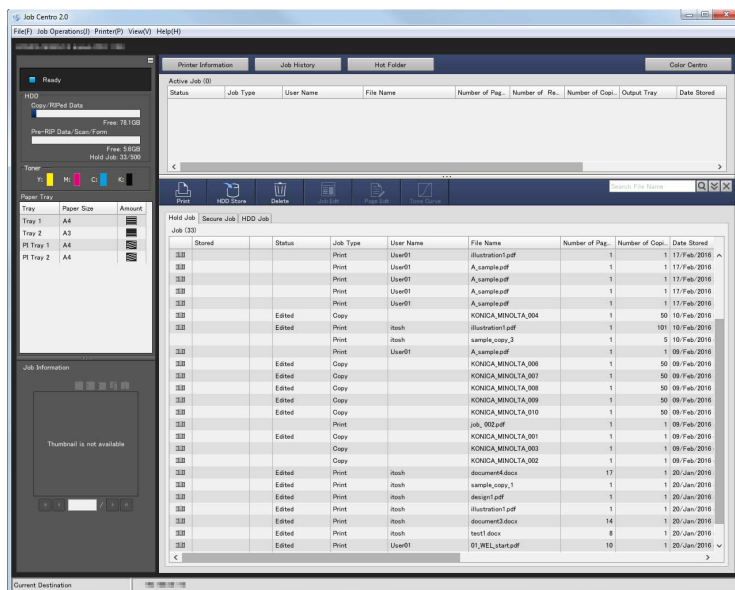 Job Centro 2.0
File(F) Job Operations(J) Printer(P) View(V) Help(H)
Ready
HDD
Copy/RIPed Data
Free: 78.1GB
Pre-RIP Data/Scan/Form
Free: 5.6GB
Hold Job: 33/500
Toner
Y: M: C: K:
Paper Tray
Tray Paper Size Amount
Tray 1 A4
Tray 2 A3
PI Tray 1 A4
PI Tray 2 A4
Job Information
Thumbnail is not available
/
Printer Information Job History Hot Folder Color Centro
Active Job (0)
Status Job Type User Name File Name Number of Pag... Number of Re... Number of Copi... Output Tray Date Stored
Print HDD Store Delete Job Edit Page Edit Tone Curve Search File Name
Hold Job Secure Job HDD Job
Job (33)
Stored Status Job Type User Name File Name Number of Pag... Number of Copi... Date Stored
Print User01 illustration1.pdf 1 1 17/Feb/2016
Print User01 A_sample.pdf 1 1 17/Feb/2016
Print User01 A_sample.pdf 1 1 17/Feb/2016
Print User01 A_sample.pdf 1 1 17/Feb/2016
Print User01 A_sample.pdf 1 1 17/Feb/2016
Edited Copy KONICA_MINOLTA_004 1 50 10/Feb/2016
Edited Print itosh illustration1.pdf 1 101 10/Feb/2016
Print itosh sample_copy_3 1 5 10/Feb/2016
Print User01 A_sample.pdf 1 1 09/Feb/2016
Edited Copy KONICA_MINOLTA_006 1 50 09/Feb/2016
Edited Copy KONICA_MINOLTA_007 1 50 09/Feb/2016
Edited Copy KONICA_MINOLTA_008 1 50 09/Feb/2016
Edited Copy KONICA_MINOLTA_009 1 50 09/Feb/2016
Edited Copy KONICA_MINOLTA_010 1 50 09/Feb/2016
Print job_ 002.pdf 1 1 09/Feb/2016
Edited Copy KONICA_MINOLTA_001 1 1 09/Feb/2016
Copy KONICA_MINOLTA_003 1 1 09/Feb/2016
Copy KONICA_MINOLTA_002 1 1 09/Feb/2016
Edited Print itosh document4.docx 17 1 20/Jan/2016
Edited Print itosh sample_copy_1 1 1 20/Jan/2016
Edited Print itosh design1.pdf 1 1 20/Jan/2016
Edited Print itosh illustration1.pdf 1 1 20/Jan/2016
Edited Print itosh document3.docx 14 1 20/Jan/2016
Edited Print itosh test1.docx 8 1 20/Jan/2016
Edited Print User01 01_WEL_start.pdf 10 1 20/Jan/2016
Current Destination